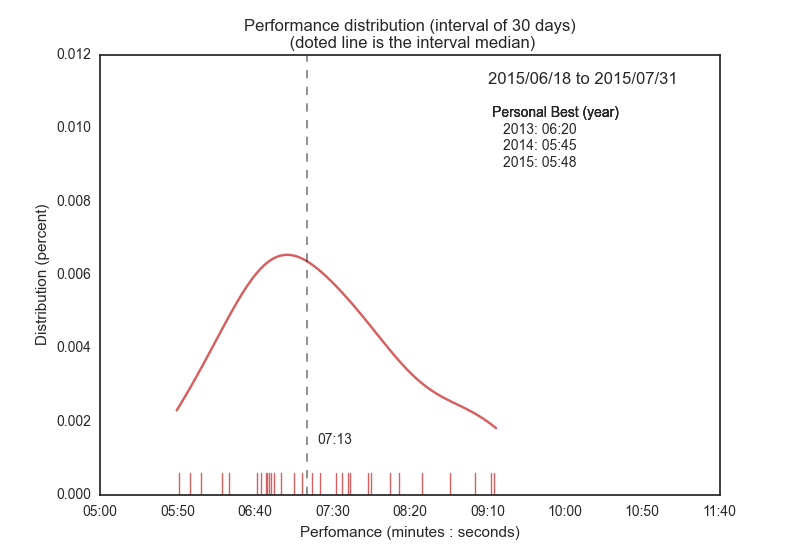 Performance distribution (interval of 30 days)
(doted line is the interval median)
0.012
0.010
0.008
0.006
0.004
0.002
0.000
Distribution (percent)
2015/06/18 to 2015/07/31
Personal Best (year)
2013: 06:20
2014: 05:45
2015: 05:48
07:13
05:00 05:50 06:40 07:30 08:20 09:10 10:00 10:50 11:40
Perfomance (minutes : seconds)